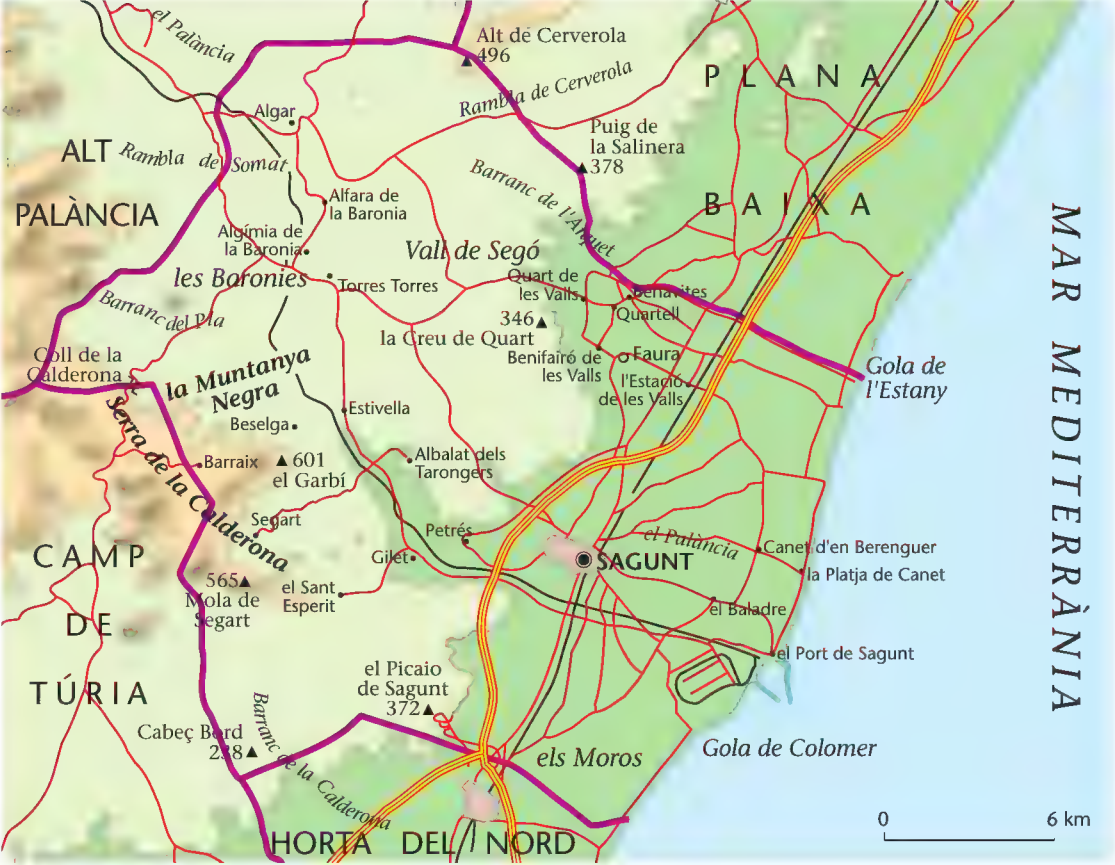 el Palància
Alt de Cerverola
496
Rambla de Cerverola
PLANA
Algar
Puig de
la Salinera
378
ALT
PALÀNCIA
Rambla de Somat
Barranc de l'Arquet
BAIXA
Alfara de
la Baronia
Algímia de
la Baronia
Vall de Segó
les Baronies
Torres Torres
Quart de
les Valls
Benavites
Quartell
Barranc del Pla
346
la Creu de Quart
Benifairó de
les Valls
Faura
l'Estació
de les Valls
Gola de
l'Estany
MAR MEDITERRÀNIA
Coll de la
Calderona
la Muntanya
Negra
Estivella
Beselga
Serra de la Calderona
Barraix
601
el Garbí
Albalat dels
Tarongers
Segart
Petrés
el Palància
Canet d'en Berenguer
CAMP
DE
TÚRIA
Gilet
SAGUNT
la Platja de Canet
565
Mola de
Segart
el Sant
Esperit
el Baladre
el Port de Sagunt
el Picaio
de Sagunt
372
Cabeç Bord
238
Barranc de la Calderona
els Moros
Gola de Colomer
0 6 km
HORTA DEL NORD